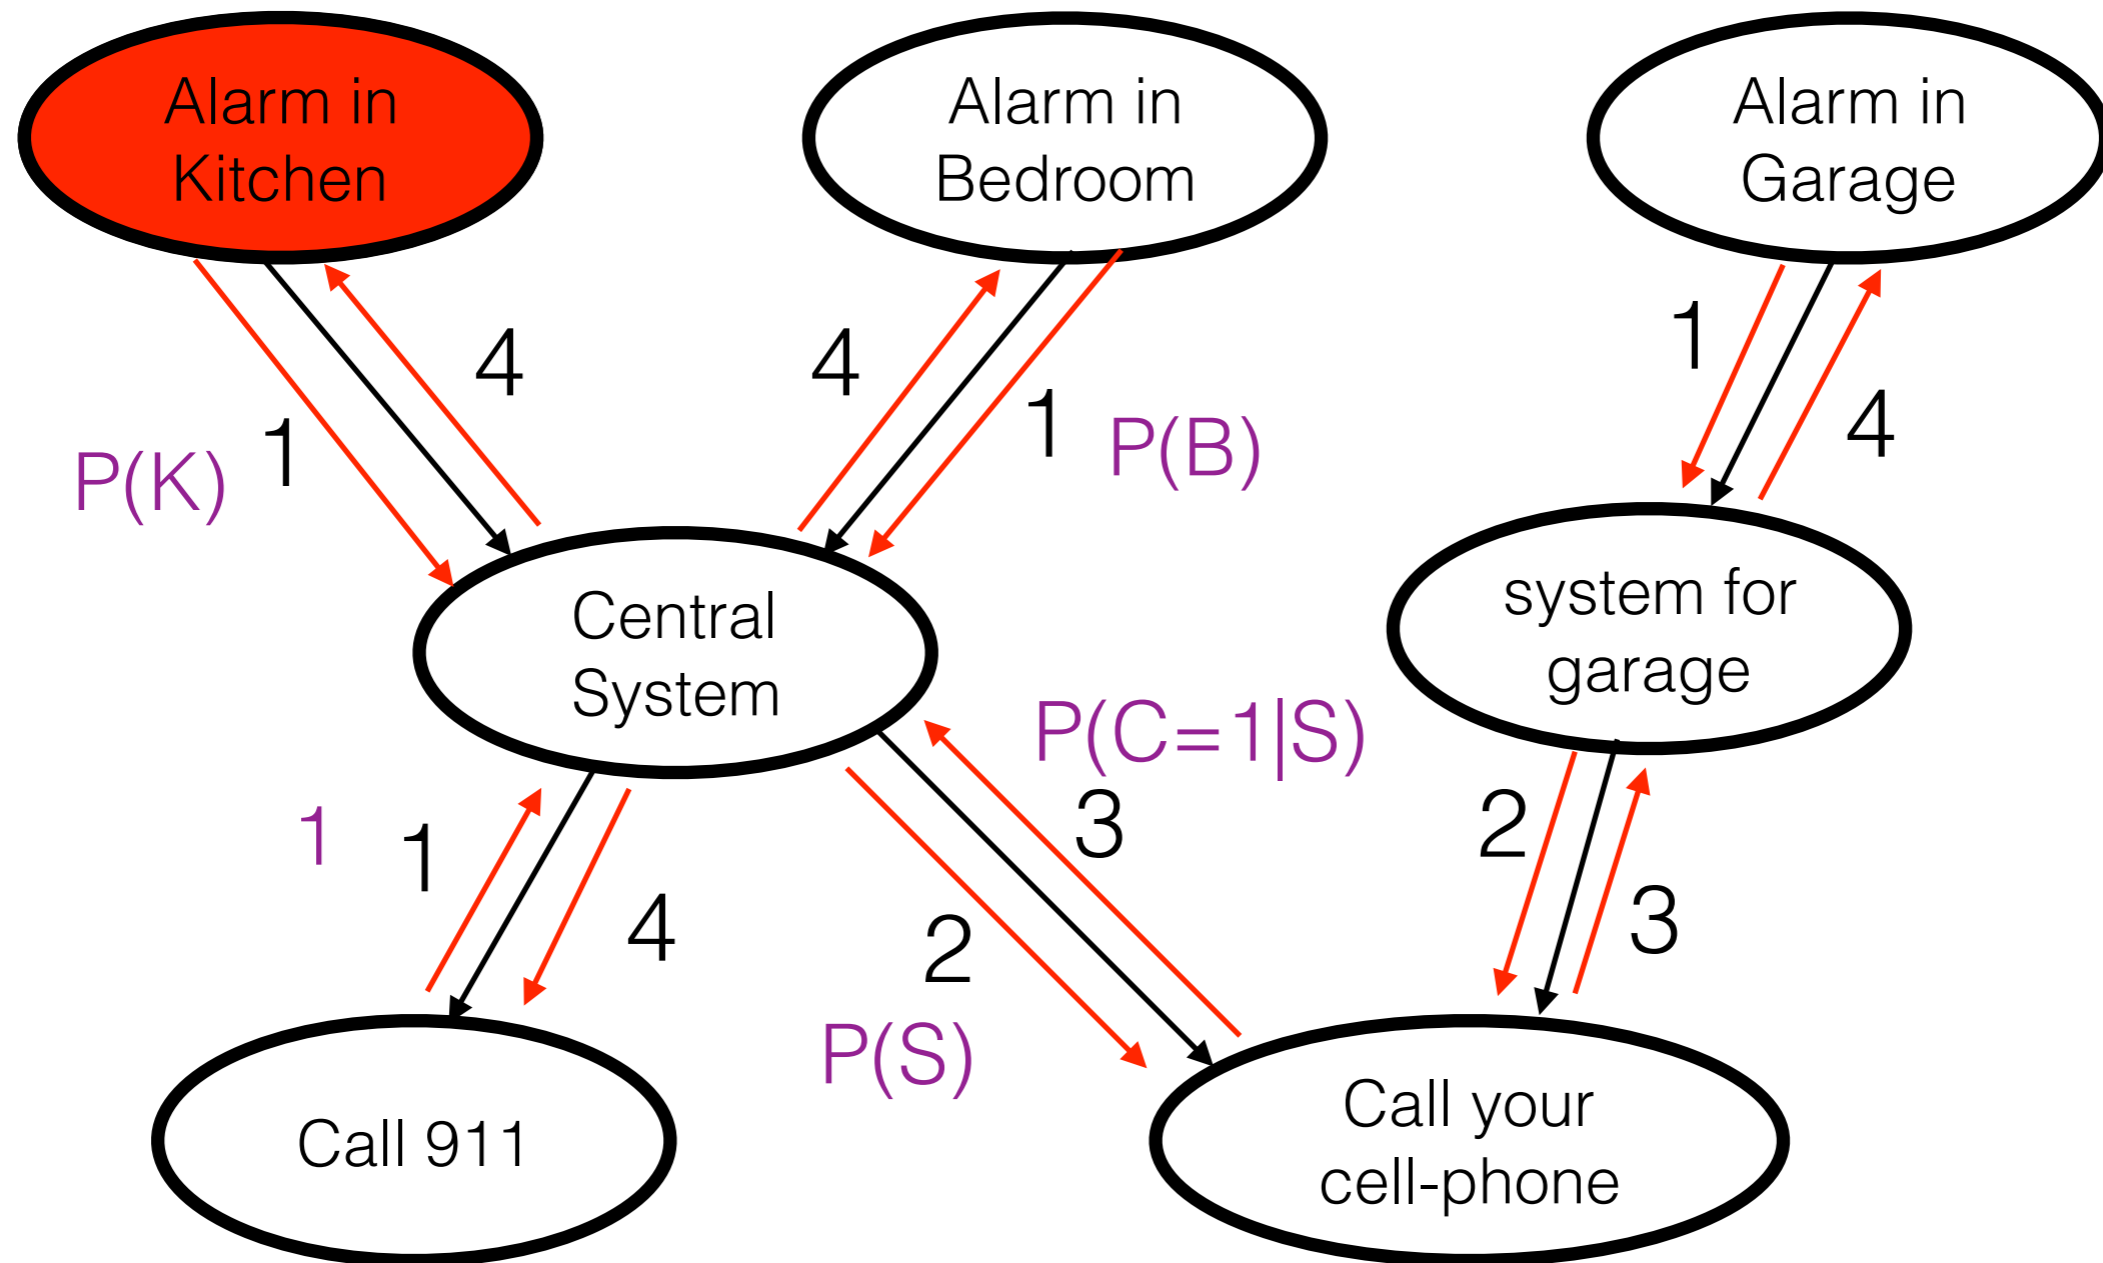 Alarm in
Kitchen
Alarm in
Bedroom
Alarm in
Garage
P(K)
1
4
4
1
P(B)
1
4
Central
System
system for
garage
1
1
4
2
P(S)
P(C=1|S)
3
2
3
Call 911
Call your
cell-phone